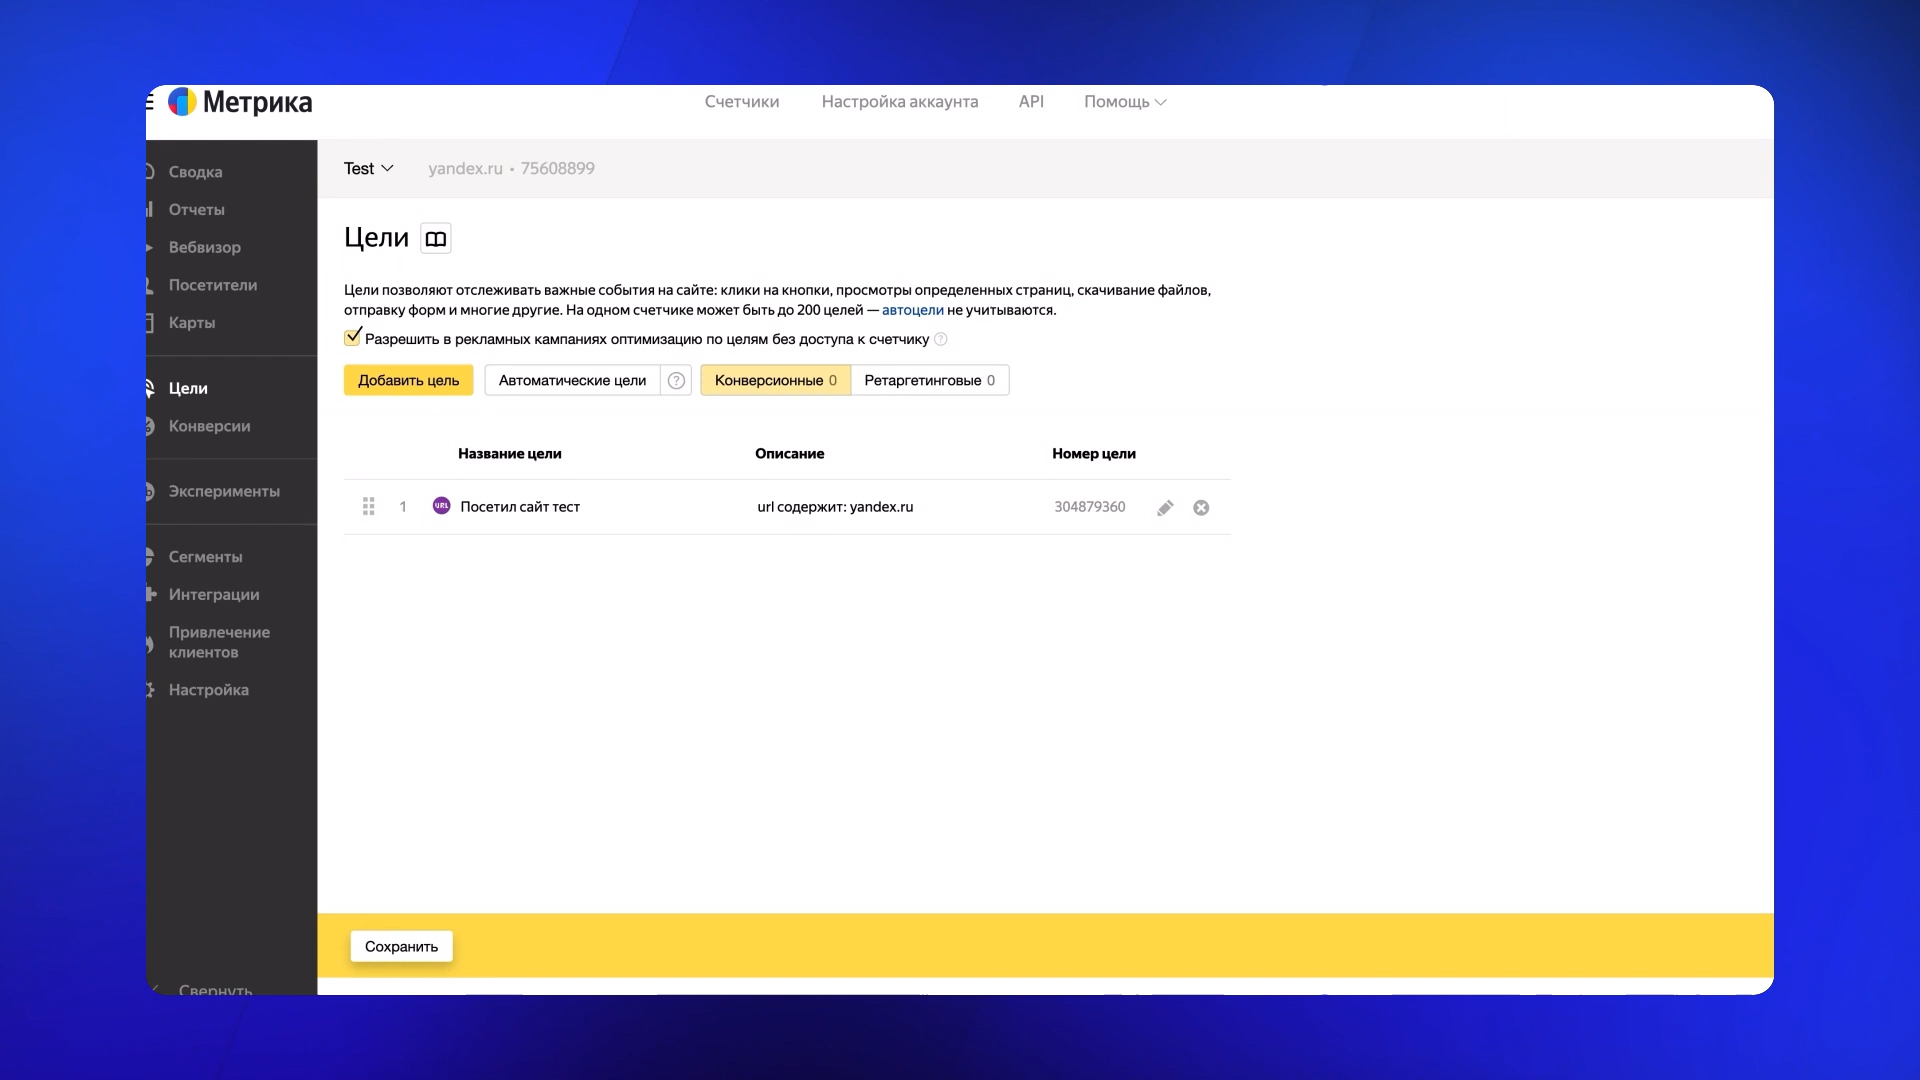 Метрика
Счетчики
Настройка аккаунта
API
Помощь
Сводка
Отчеты
Вебвизор
Посетители
Карты
Цели
Конверсии
Эксперименты
Сегменты
Интеграции
Привлечение
клиентов
Настройка
Свернуть
Test
yandex.ru • 75608899
Цели
Цели позволяют отслеживать важные события на сайте: клики на кнопки, просмотры определенных страниц, скачивание файлов,
отправку форм и многие другие. На одном счетчике может быть до 200 целей — автоцели не учитываются.
Разрешить в рекламных кампаниях оптимизацию по целям без доступа к счетчику ?
Добавить цель
Автоматические цели ?
Конверсионные 0
Ретаргетинговые 0
Название цели
Описание
Номер цели
1
URL
Посетил сайт тест
url содержит: yandex.ru
304879360
Сохранить